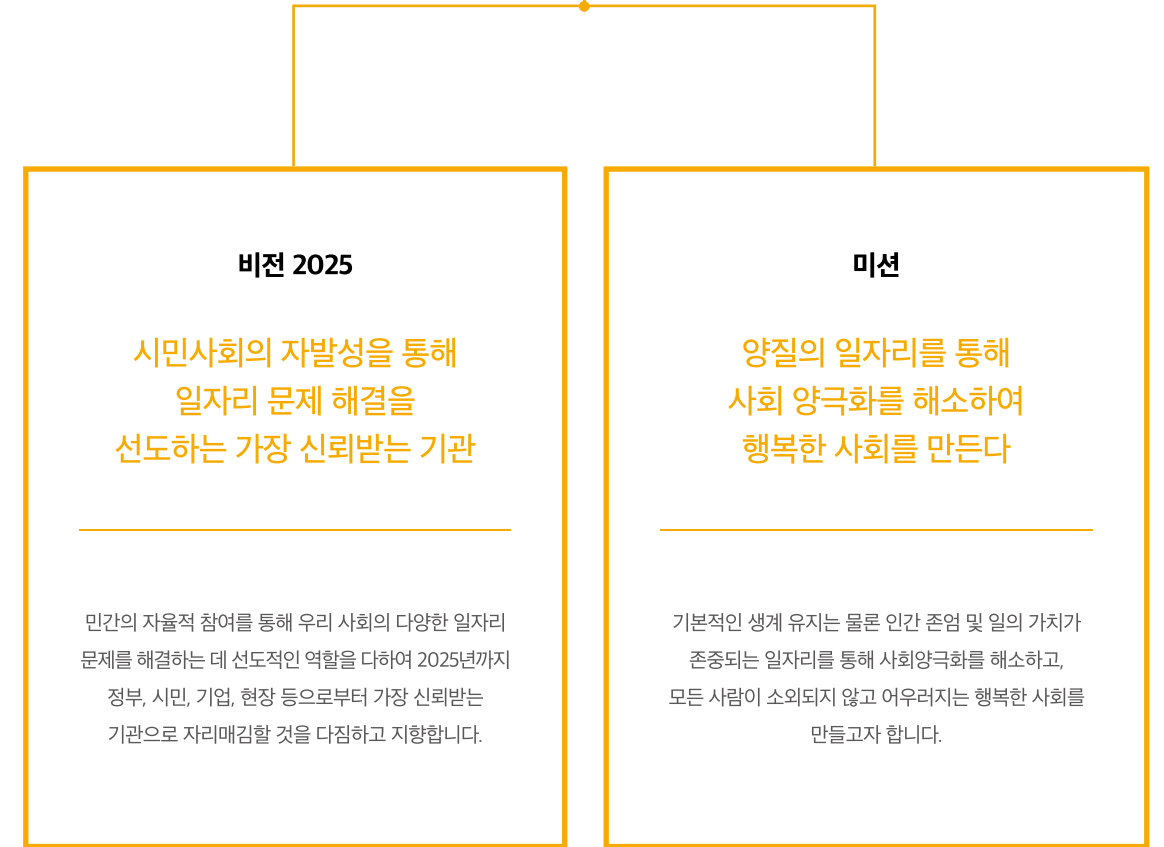 비전 2025
시민사회의 자발성을 통해
일자리 문제 해결을
선도하는 가장 신뢰받는 기관
민간의 자율적 참여를 통해 우리 사회의 다양한 일자리
문제를 해결하는 데 선도적인 역할을 다하여 2025년까지
정부, 시민, 기업, 현장 등으로부터 가장 신뢰받는
기관으로 자리매김할 것을 다짐하고 지향합니다.
미션
양질의 일자리를 통해
사회 양극화를 해소하여
행복한 사회를 만든다
기본적인 생계 유지는 물론 인간 존엄 및 일의 가치가
존중되는 일자리를 통해 사회양극화를 해소하고,
모든 사람이 소외되지 않고 어우러지는 행복한 사회를
만들고자 합니다.